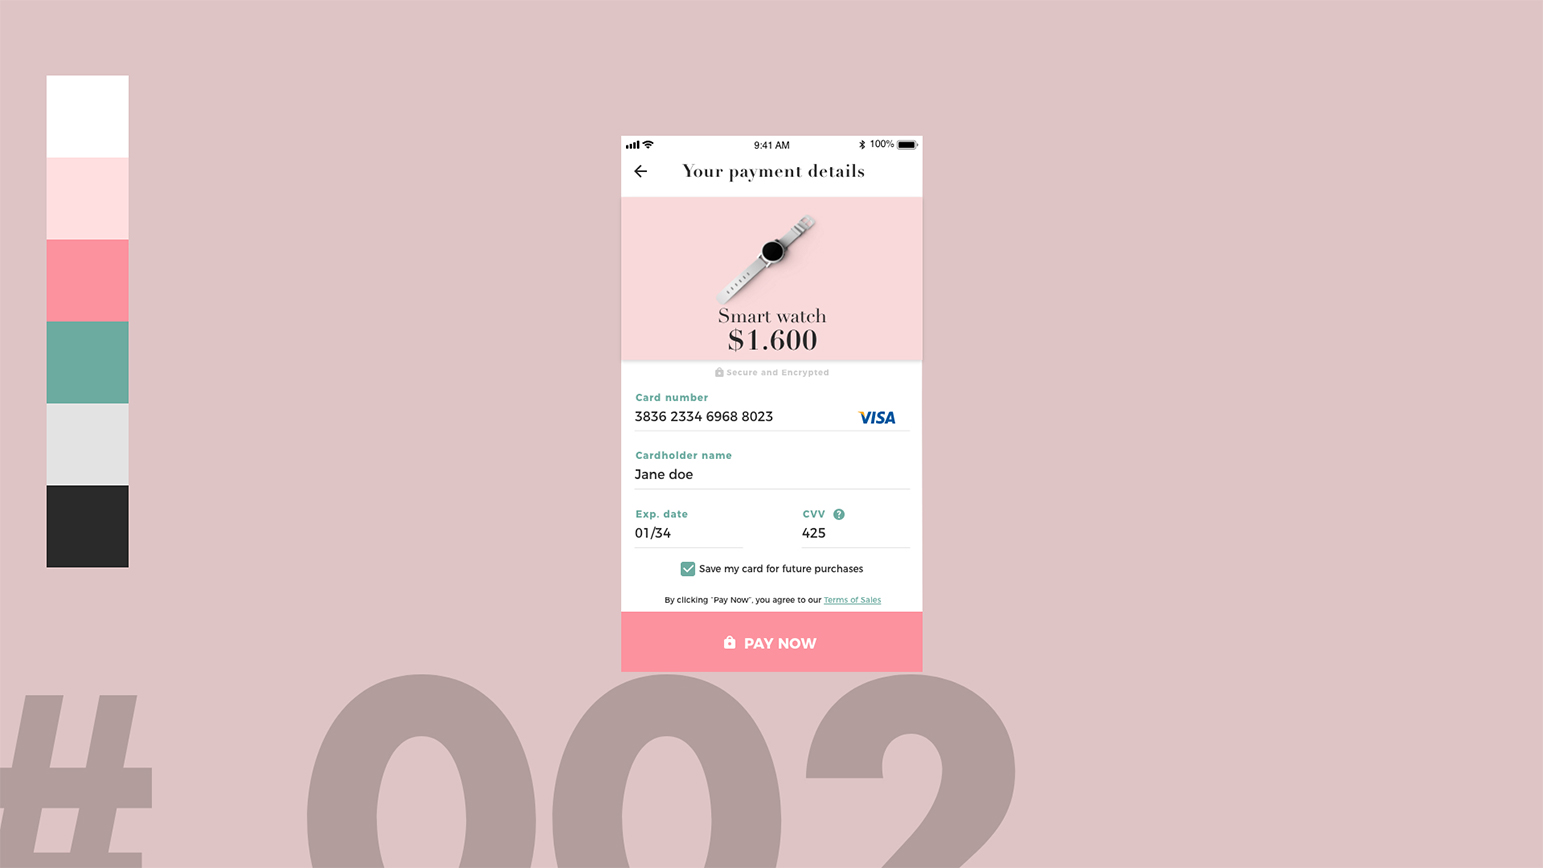 9:41 AM
100%
Your payment details
Smart watch
$1.600
Secure and Encrypted
Card number
3836 2334 6968 8023
VISA
Cardholder name
Jane doe
Exp. date
CVV ?
01/34
425
Save my card for future purchases
By clicking “Pay Now”, you agree to our Terms of Sales
PAY NOW
# 002